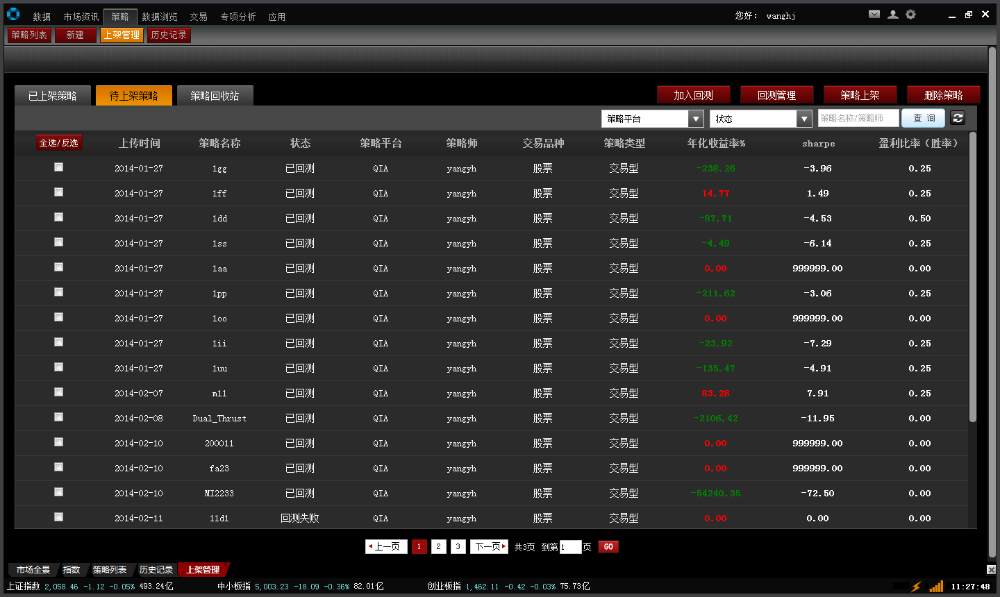 数据 市场资讯 策略 数据浏览 交易 专项分析 应用 您好: wanghj
策略列表 新建 上架管理 历史记录
已上架策略 待上架策略 策略回收站 加入回测 回测管理 策略上架 删除策略
策略平台 状态 策略名称/策略师 查 询
全选/反选 上传时间 策略名称 状态 策略平台 策略师 交易品种 策略类型 年化收益率% sharpe 盈利比率（胜率）
2014-01-27 1gg 已回测 QIA yangyh 股票 交易型 -238.26 -3.96 0.25
2014-01-27 1ff 已回测 QIA yangyh 股票 交易型 14.77 1.49 0.25
2014-01-27 1dd 已回测 QIA yangyh 股票 交易型 -87.71 -4.53 0.50
2014-01-27 1ss 已回测 QIA yangyh 股票 交易型 -4.49 -6.14 0.25
2014-01-27 1aa 已回测 QIA yangyh 股票 交易型 0.00 999999.00 0.00
2014-01-27 1pp 已回测 QIA yangyh 股票 交易型 -211.62 -3.06 0.25
2014-01-27 1oo 已回测 QIA yangyh 股票 交易型 0.00 999999.00 0.00
2014-01-27 1ii 已回测 QIA yangyh 股票 交易型 -23.92 -7.29 0.25
2014-01-27 1uu 已回测 QIA yangyh 股票 交易型 -135.47 -4.91 0.25
2014-02-07 m11 已回测 QIA yangyh 股票 交易型 83.28 7.91 0.25
2014-02-08 Dual_Thrust 已回测 QIA yangyh 股票 交易型 -2106.42 -11.95 0.00
2014-02-10 200011 已回测 QIA yangyh 股票 交易型 0.00 999999.00 0.00
2014-02-10 fa23 已回测 QIA yangyh 股票 交易型 0.00 999999.00 0.00
2014-02-10 MI2233 已回测 QIA yangyh 股票 交易型 -54240.35 -72.50 0.00
2014-02-11 11d1 回测失败 QIA yangyh 股票 交易型 0.00 0.00 0.00
上一页 1 2 3 下一页 共3页 到第 1 页 GO
市场全景 指数 策略列表 历史记录 上架管理
上证指数 2,058.46 -1.12 -0.05% 493.24亿 中小板指 5,003.23 -18.09 -0.36% 82.01亿 创业板指 1,462.11 -0.42 -0.03% 75.73亿 11:27:48